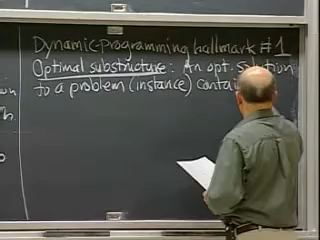 Dynamic-programming hallmark #1
Optimal substructure: An opt. solution
to a problem (instance) contai